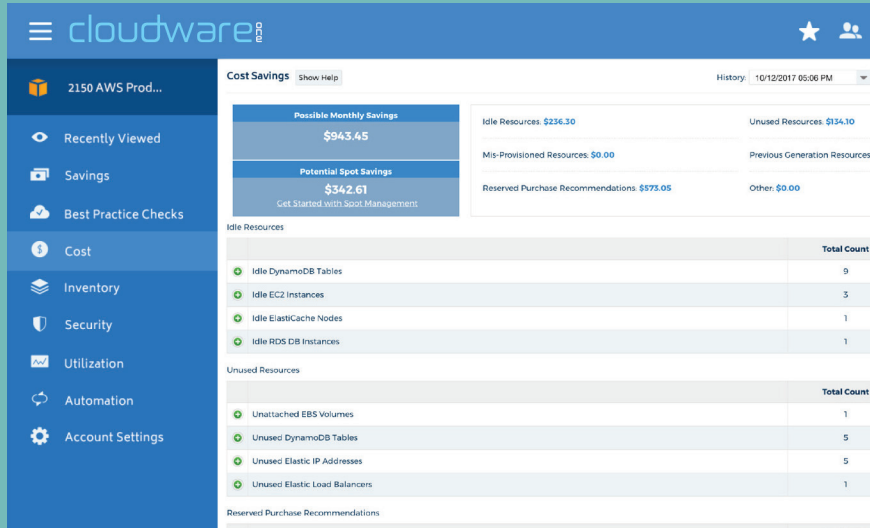 cloudware one
2150 AWS Prod...
Recently Viewed
Savings
Best Practice Checks
Cost
Inventory
Security
Utilization
Automation
Account Settings
Cost Savings Show Help
History: 10/12/2017 05:06 PM
Possible Monthly Savings
$943.45
Potential Spot Savings
$342.61
Get Started with Spot Management
Idle Resources: $236.30
Unused Resources: $134.10
Mis-Provisioned Resources: $0.00
Previous Generation Resources
Reserved Purchase Recommendations: $573.05
Other: $0.00
Idle Resources
Total Count
Idle DynamoDB Tables 9
Idle EC2 Instances 3
Idle ElastiCache Nodes 1
Idle RDS DB Instances 1
Unused Resources
Total Count
Unattached EBS Volumes 1
Unused DynamoDB Tables 5
Unused Elastic IP Addresses 5
Unused Elastic Load Balancers 1
Reserved Purchase Recommendations